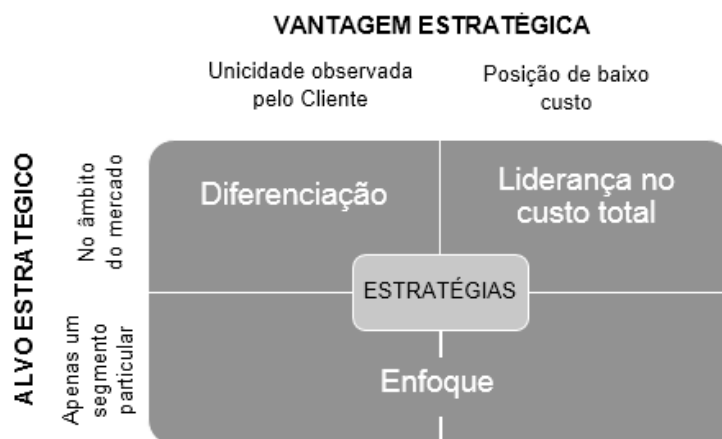 VANTAGEM ESTRATÉGICA
Unicidade observada
pelo Cliente
Posição de baixo
custo
ALVO ESTRATEGICO
No âmbito
do mercado
Diferenciação
Liderança no
custo total
ESTRATÉGIAS
Apenas um
segmento
particular
Enfoque